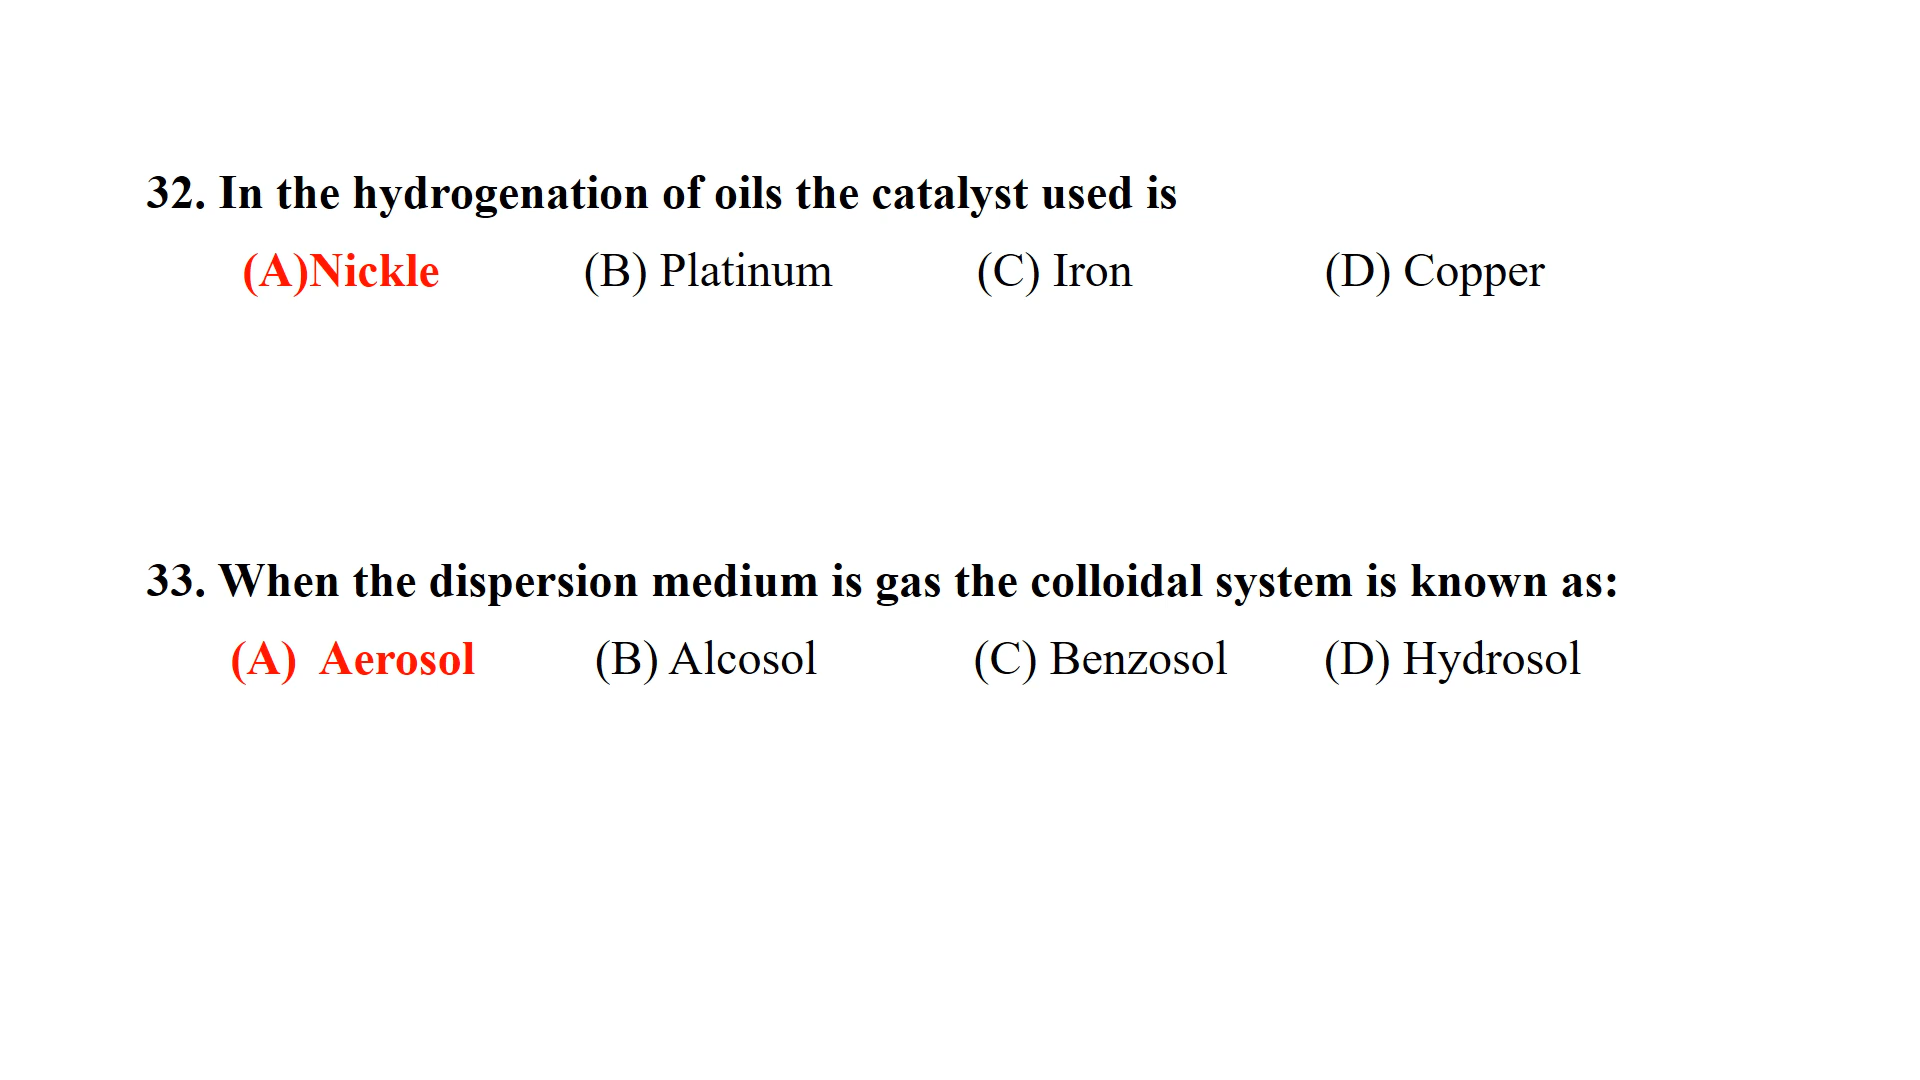 32. In the hydrogenation of oils the catalyst used is
(A)Nickle (B) Platinum (C) Iron (D) Copper
33. When the dispersion medium is gas the colloidal system is known as:
(A) Aerosol (B) Alcosol (C) Benzosol (D) Hydrosol